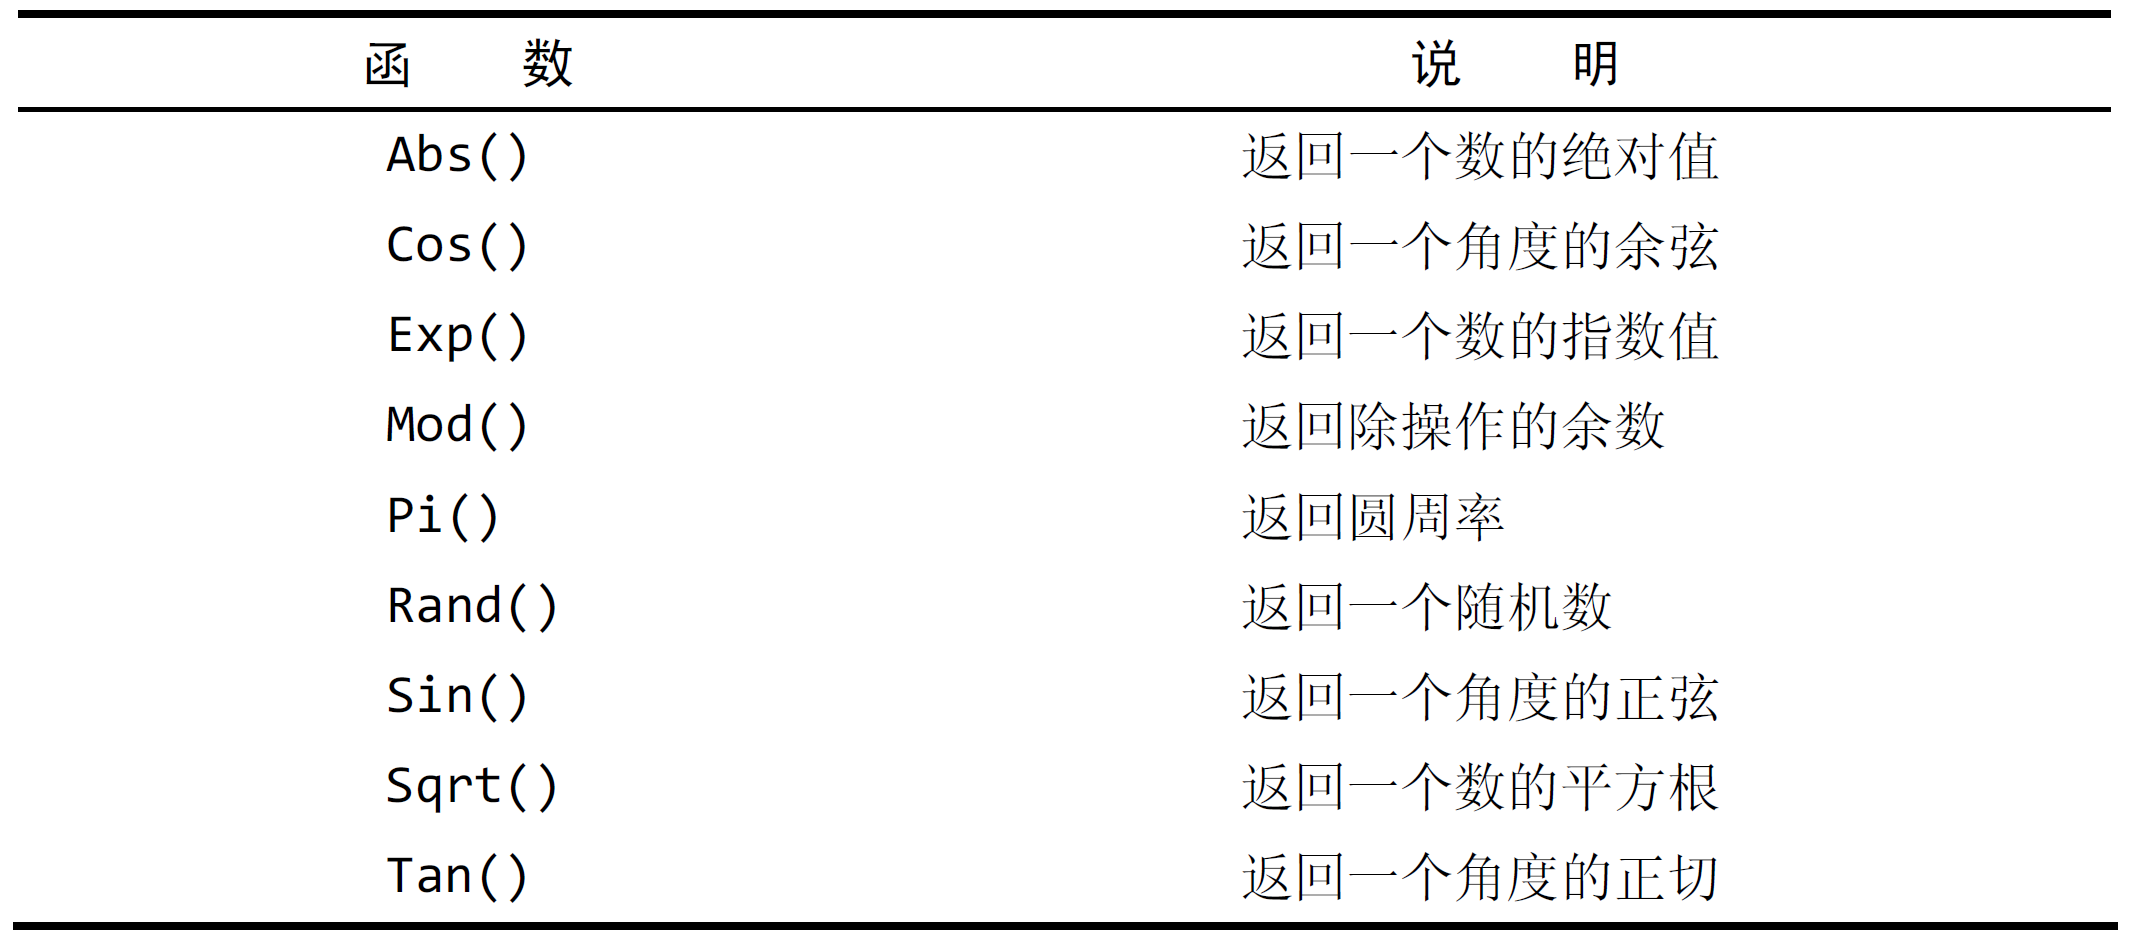 函 数 说 明
Abs() 返回一个数的绝对值
Cos() 返回一个角度的余弦
Exp() 返回一个数的指数值
Mod() 返回除操作的余数
Pi() 返回圆周率
Rand() 返回一个随机数
Sin() 返回一个角度的正弦
Sqrt() 返回一个数的平方根
Tan() 返回一个角度的正切